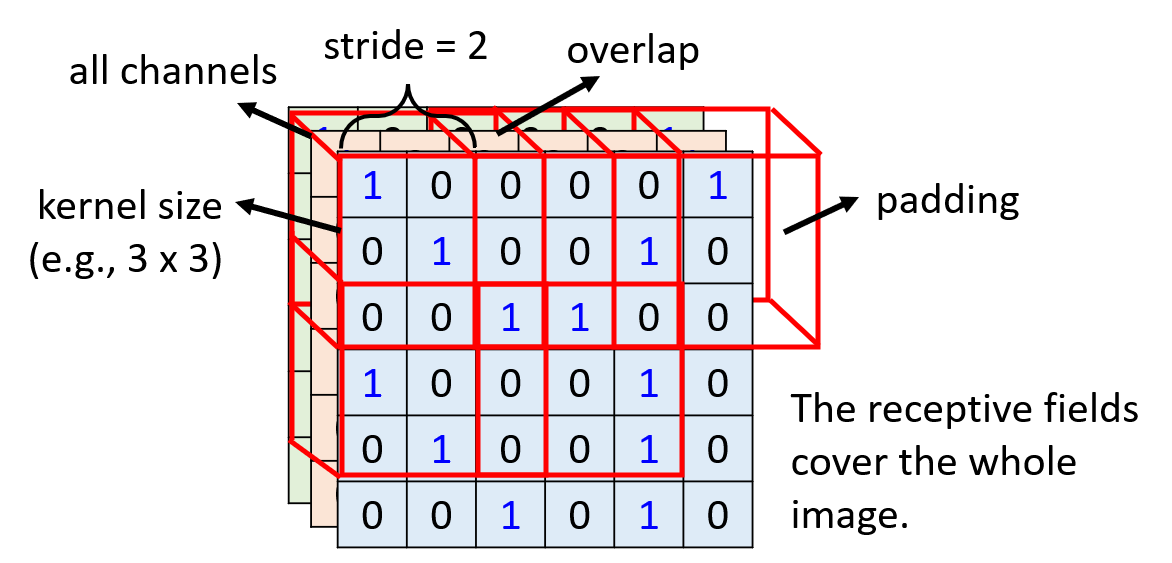 stride = 2
overlap
all channels
kernel size
(e.g., 3 x 3)
padding
1 0 0 0 0 1
0 1 0 0 1 0
0 0 1 1 0 0
1 0 0 0 1 0
0 1 0 0 1 0
0 0 1 0 1 0
The receptive fields
cover the whole
image.